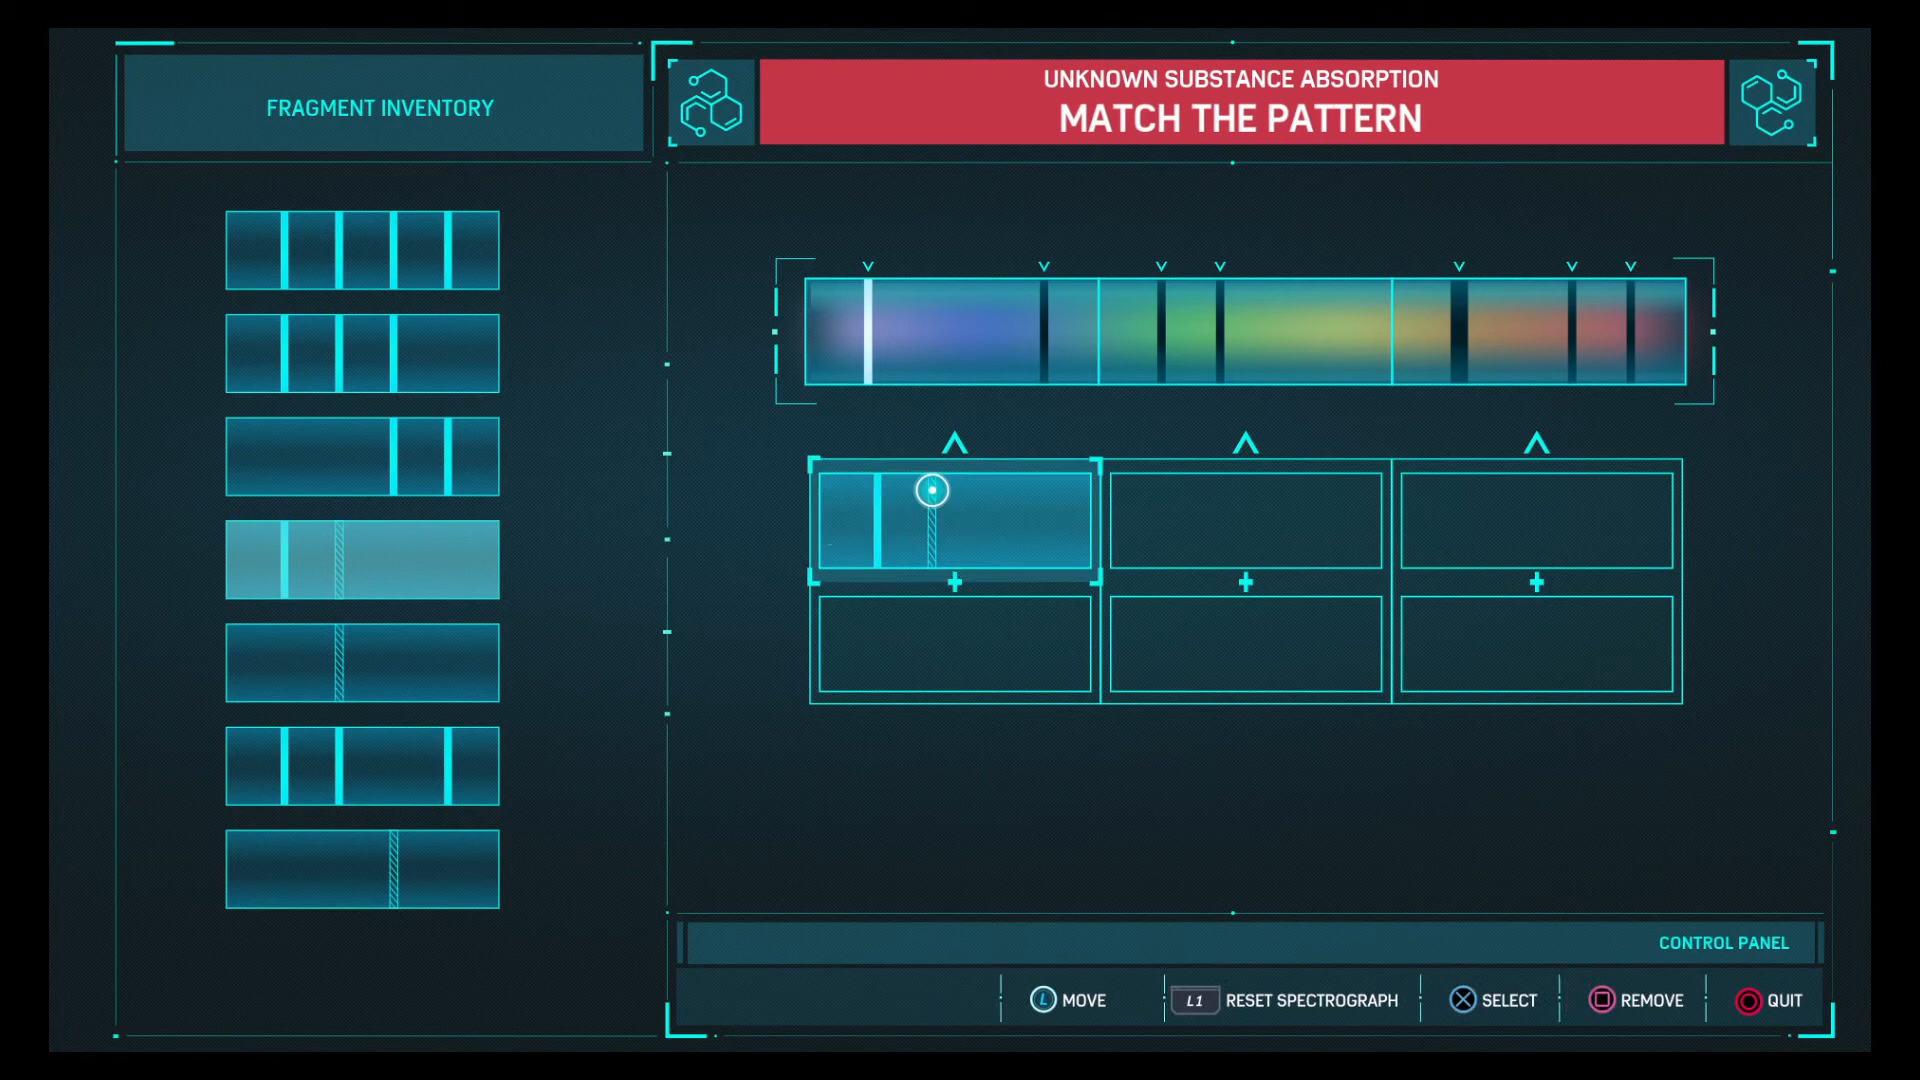 FRAGMENT INVENTORY
UNKNOWN SUBSTANCE ABSORPTION
MATCH THE PATTERN
CONTROL PANEL
L MOVE
L1 RESET SPECTROGRAPH
SELECT
REMOVE
QUIT